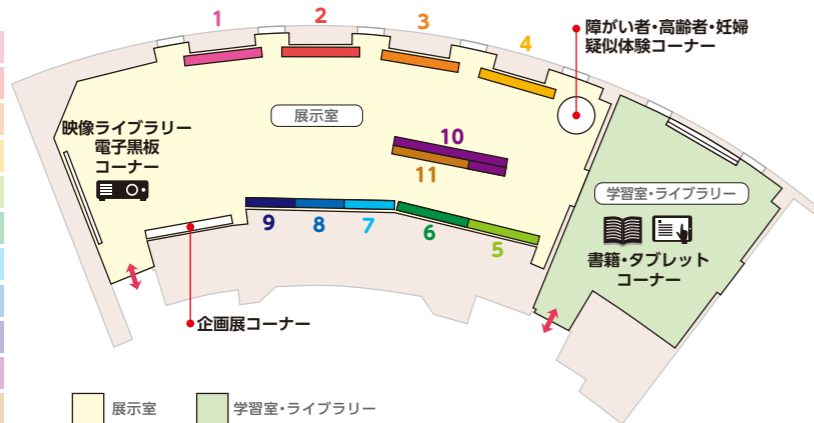 1
2
3
4
障がい者・高齢者・妊婦
疑似体験コーナー
展示室
映像ライブラリー
電子黒板
コーナー
10
11
学習室・ライブラリー
書籍・タブレット
コーナー
9
8
7
6
5
企画展コーナー
展示室
学習室・ライブラリー